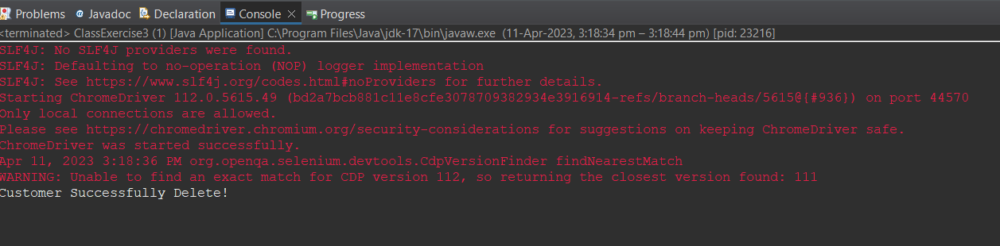 Problems @ Javadoc Declaration Console Progress
<terminated> ClassExercise3 (1) [Java Application] C:\Program Files\Java\jdk-17\bin\javaw.exe (11-Apr-2023, 3:18:34 pm – 3:18:44 pm) [pid: 23216]
SLF4J: No SLF4J providers were found.
SLF4J: Defaulting to no-operation (NOP) logger implementation
SLF4J: See https://www.slf4j.org/codes.html#noProviders for further details.
Starting ChromeDriver 112.0.5615.49 (bd2a7bcb881c11e8cfe3078709382934e3916914-refs/branch-heads/5615@{#936}) on port 44570
Only local connections are allowed.
Please see https://chromedriver.chromium.org/security-considerations for suggestions on keeping ChromeDriver safe.
ChromeDriver was started successfully.
Apr 11, 2023 3:18:36 PM org.openqa.selenium.devtools.CdpVersionFinder findNearestMatch
WARNING: Unable to find an exact match for CDP version 112, so returning the closest version found: 111
Customer Successfully Delete!